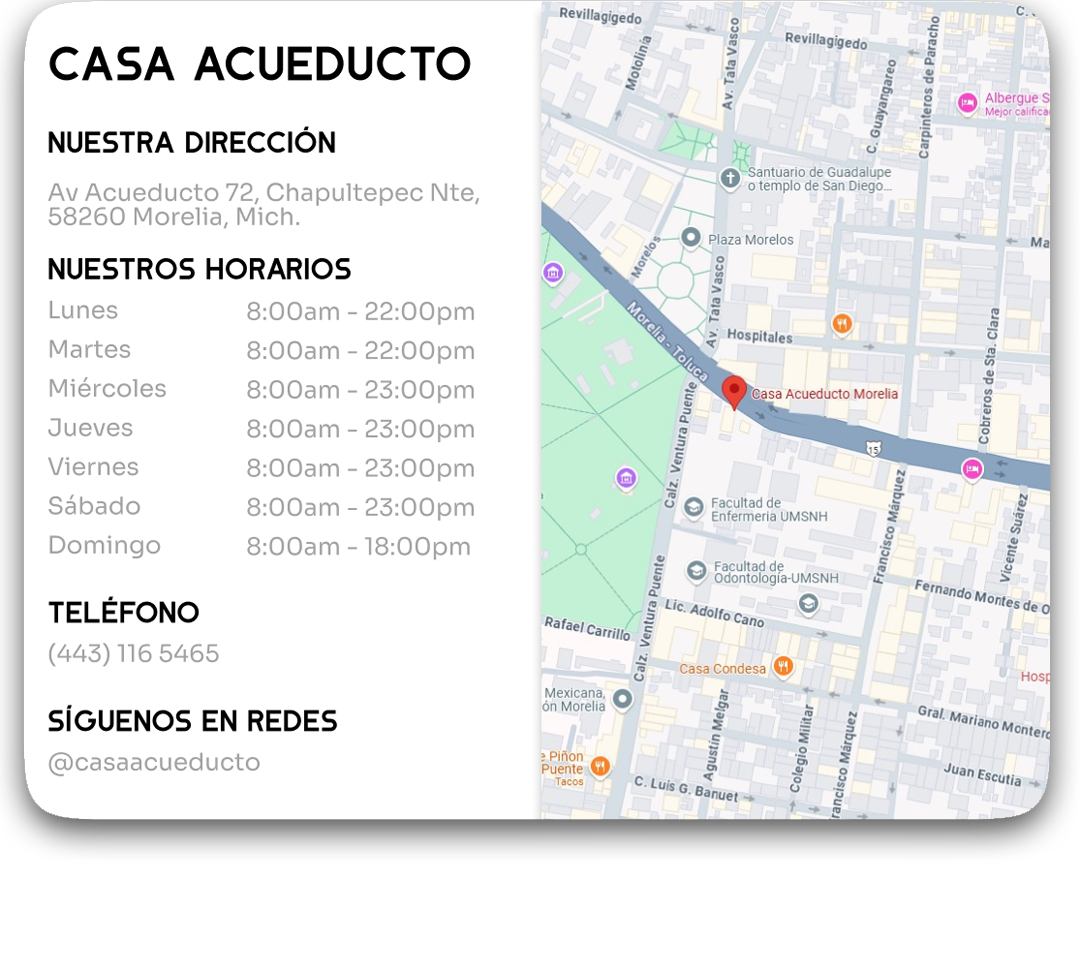 CASA ACUEDUCTO
NUESTRA DIRECCIÓN
Av Acueducto 72, Chapultepec Nte,
58260 Morelia, Mich.
NUESTROS HORARIOS
Lunes 8:00am - 22:00pm
Martes 8:00am - 22:00pm
Miércoles 8:00am - 23:00pm
Jueves 8:00am - 23:00pm
Viernes 8:00am - 23:00pm
Sábado 8:00am - 23:00pm
Domingo 8:00am - 18:00pm
TELÉFONO
(443) 116 5465
SÍGUENOS EN REDES
@casaacueducto
Revillagigedo
Motolinía
Av. Tata Vasco
Revillagigedo
C. Guayangareo
Carpinteros de Paracho
Albergue S
Mejor califica
Santuario de Guadalupe
o templo de San Diego...
Plaza Morelos
Morelos
Av. Tata Vasco
Ma
Morelia - Toluca
Hospitales
Cobreros de Sta. Clara
Casa Acueducto Morelia
15
Calz. Ventura Puente
Facultad de
Enfermeria UMSNH
Francisco Márquez
Vicente Suárez
Facultad de
Odontología-UMSNH
Calz. Ventura Puente
Fernando Montes de O
Lic. Adolfo Cano
Rafael Carrillo
Casa Condesa
Hosp
Mexicana,
ón Morelia
Agustín Melgar
Colegio Militar
Francisco Márquez
Gral. Mariano Monterd
e Piñon
Puente
Tacos
Juan Escutia
C. Luis G. Banuet